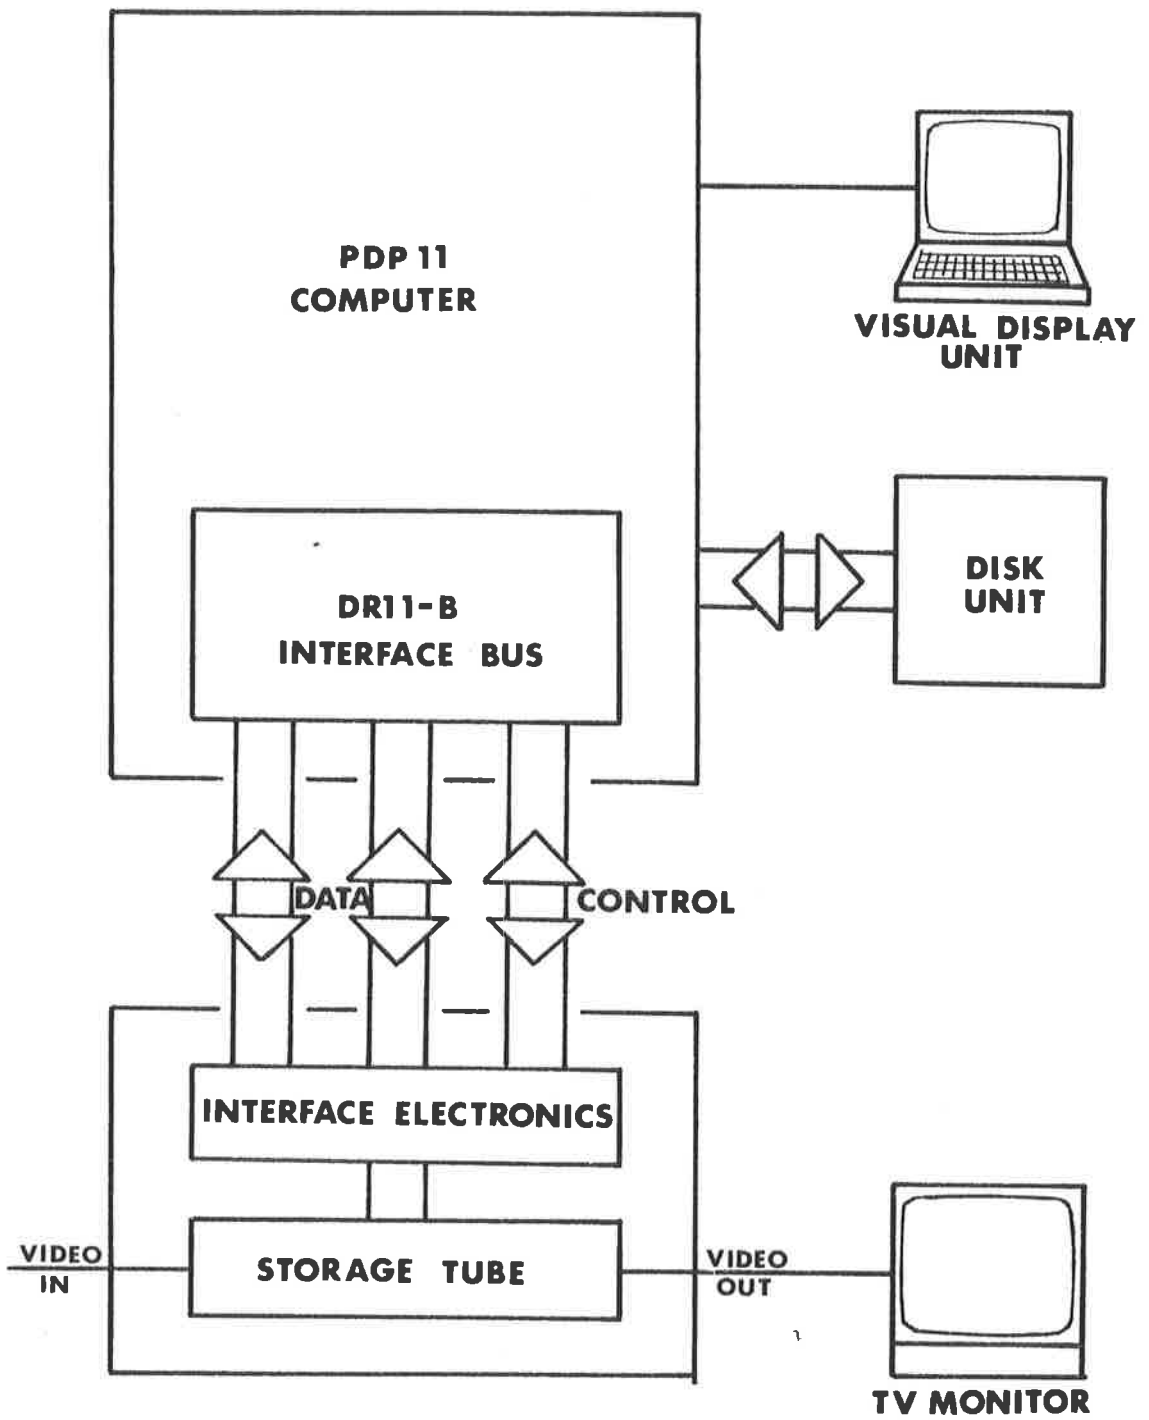 PDP 11
COMPUTER
VISUAL DISPLAY
UNIT
DISK
UNIT
DR11-B
INTERFACE BUS
DATA
CONTROL
INTERFACE ELECTRONICS
VIDEO
IN
STORAGE TUBE
VIDEO
OUT
TV MONITOR